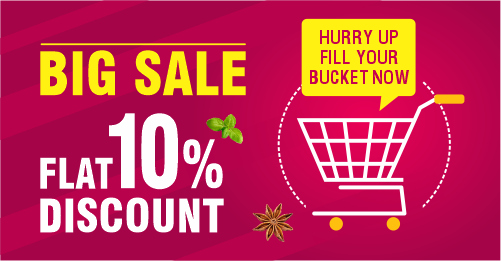 BIG SALE
FLAT 10%
DISCOUNT
HURRY UP
FILL YOUR
BUCKET NOW